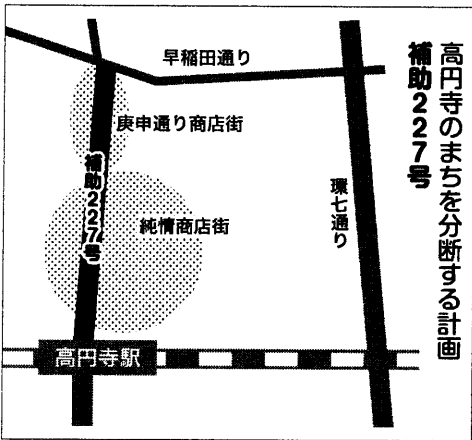 高円寺のまちを分断する計画
補助227号
早稲田通り
庚申通り商店街
補助227号
純情商店街
環七通り
高円寺駅